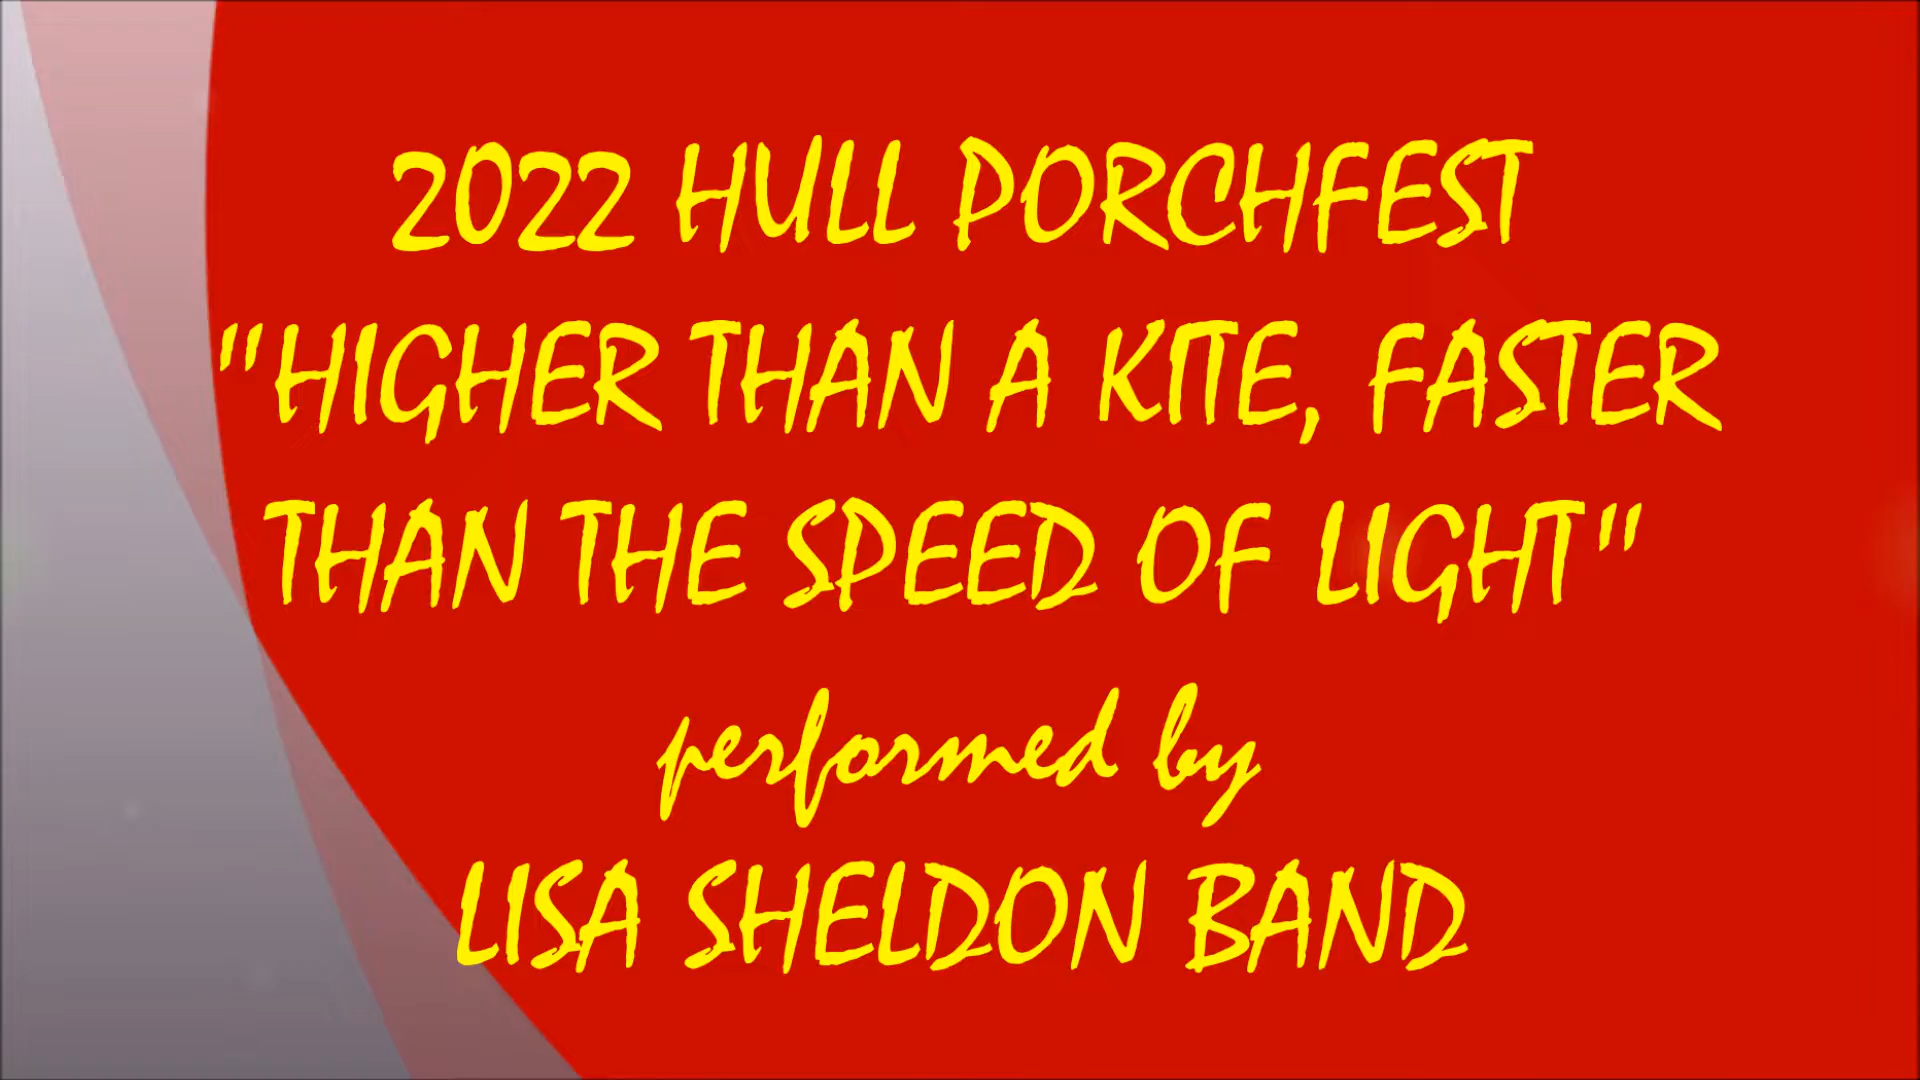 2022 HULL PORCHFEST
"HIGHER THAN A KITE, FASTER
THAN THE SPEED OF LIGHT"
performed by
LISA SHELDON BAND